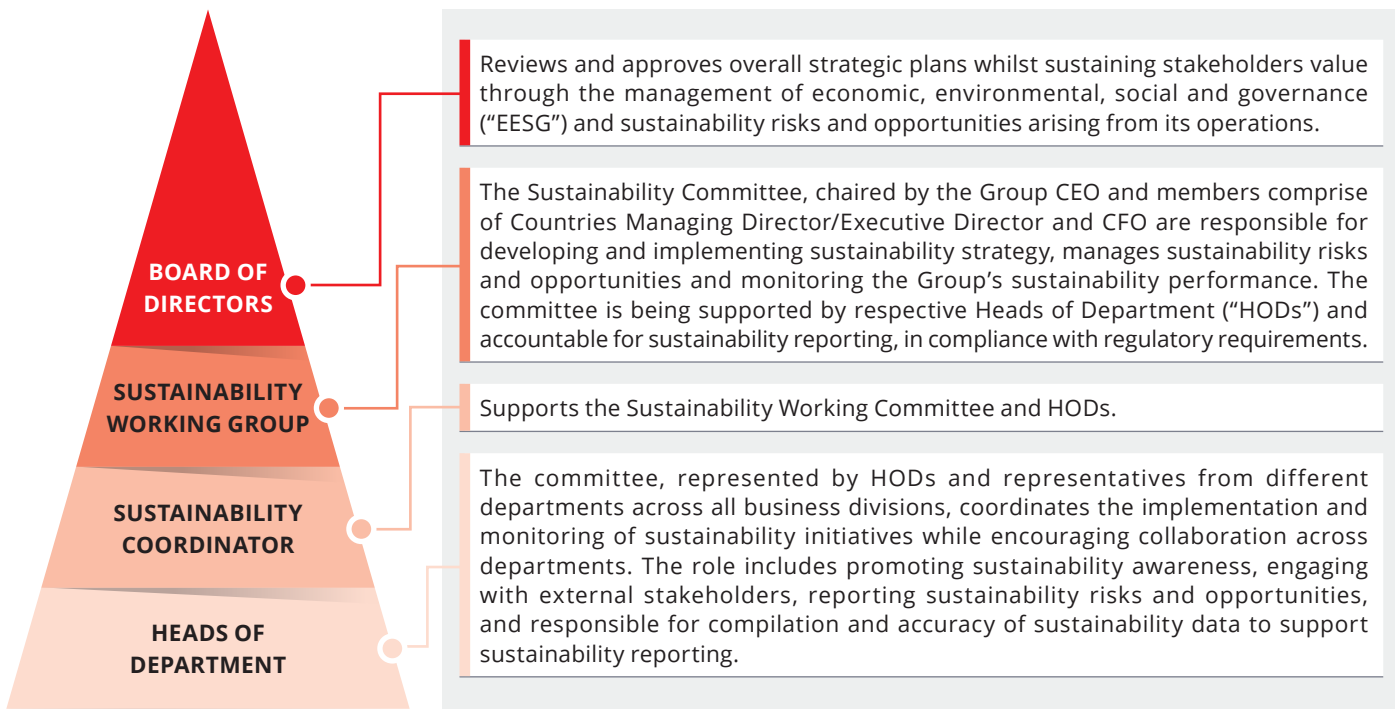 BOARD OF
DIRECTORS
Reviews and approves overall strategic plans whilst sustaining stakeholders value
through the management of economic, environmental, social and governance
(“EESG”) and sustainability risks and opportunities arising from its operations.
SUSTAINABILITY
WORKING GROUP
The Sustainability Committee, chaired by the Group CEO and members comprise
of Countries Managing Director/Executive Director and CFO are responsible for
developing and implementing sustainability strategy, manages sustainability risks
and opportunities and monitoring the Group’s sustainability performance. The
committee is being supported by respective Heads of Department (“HODs”) and
accountable for sustainability reporting, in compliance with regulatory requirements.
SUSTAINABILITY
COORDINATOR
Supports the Sustainability Working Committee and HODs.
HEADS OF
DEPARTMENT
The committee, represented by HODs and representatives from different
departments across all business divisions, coordinates the implementation and
monitoring of sustainability initiatives while encouraging collaboration across
departments. The role includes promoting sustainability awareness, engaging
with external stakeholders, reporting sustainability risks and opportunities,
and responsible for compilation and accuracy of sustainability data to support
sustainability reporting.